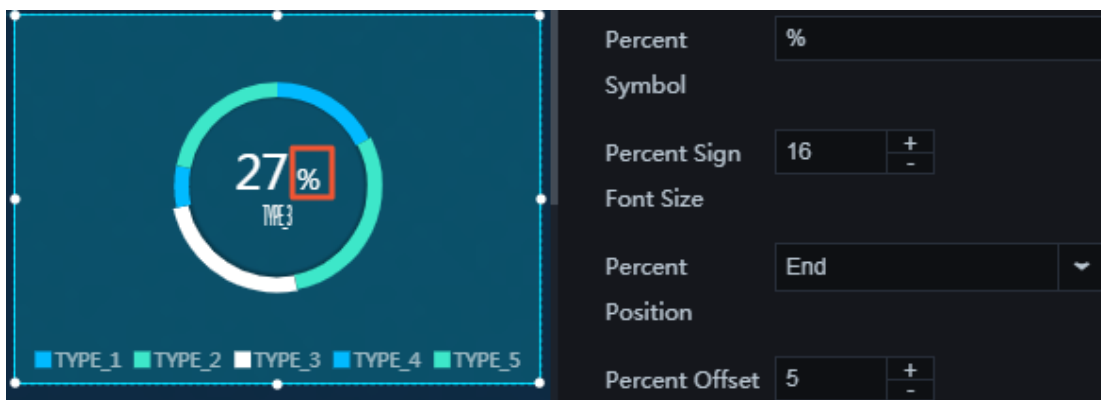 27 %
TYPE_3
TYPE_1 TYPE_2 TYPE_3 TYPE_4 TYPE_5
Percent Symbol %
Percent Sign Font Size 16 + -
Percent Position End
Percent Offset 5 + -